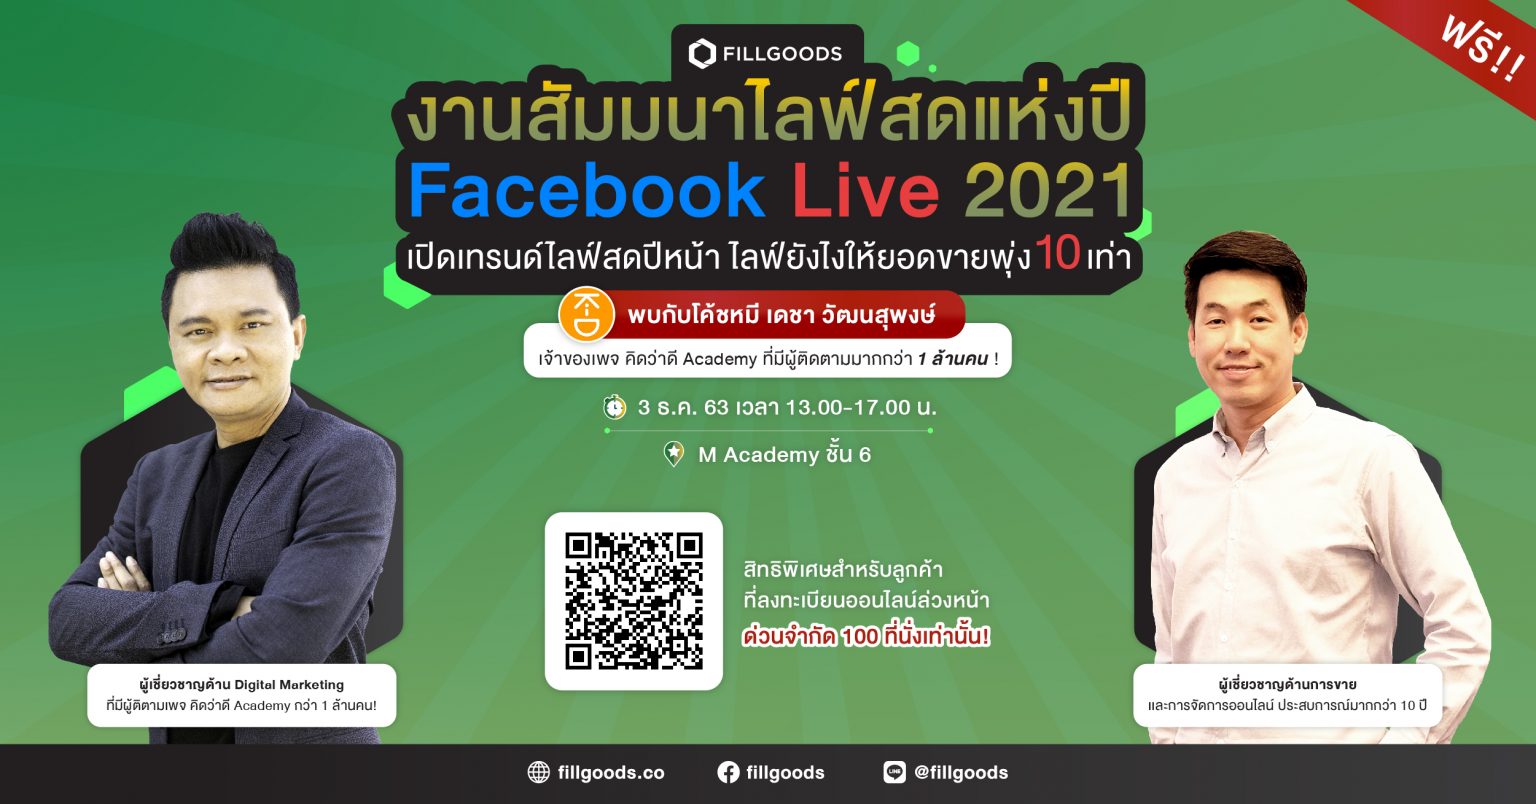 ฟรี!!
FILLGOODS
งานสัมมนาไลฟ์สดแห่งปี
Facebook Live 2021
เปิดเทรนด์ไลฟ์สดปีหน้า ไลฟ์ยังไงให้ยอดขายพุ่ง 10 เท่า
พบกับโค้ชหมี เดชา วัฒนสุพงษ์
เจ้าของเพจ คิดว่าดี Academy ที่มีผู้ติดตามมากกว่า 1 ล้านคน !
3 ธ.ค. 63 เวลา 13.00-17.00 น.
M Academy ชั้น 6
สิทธิพิเศษสำหรับลูกค้า
ที่ลงทะเบียนออนไลน์ล่วงหน้า
ด่วนจำกัด 100 ที่นั่งเท่านั้น!
ผู้เชี่ยวชาญด้าน Digital Marketing
ที่มีผู้ติตามเพจ คิดว่าดี Academy กว่า 1 ล้านคน!
ผู้เชี่ยวชาญด้านการขาย
และการจัดการออนไลน์ ประสบการณ์มากกว่า 10 ปี
fillgoods.co
fillgoods
LINE @fillgoods